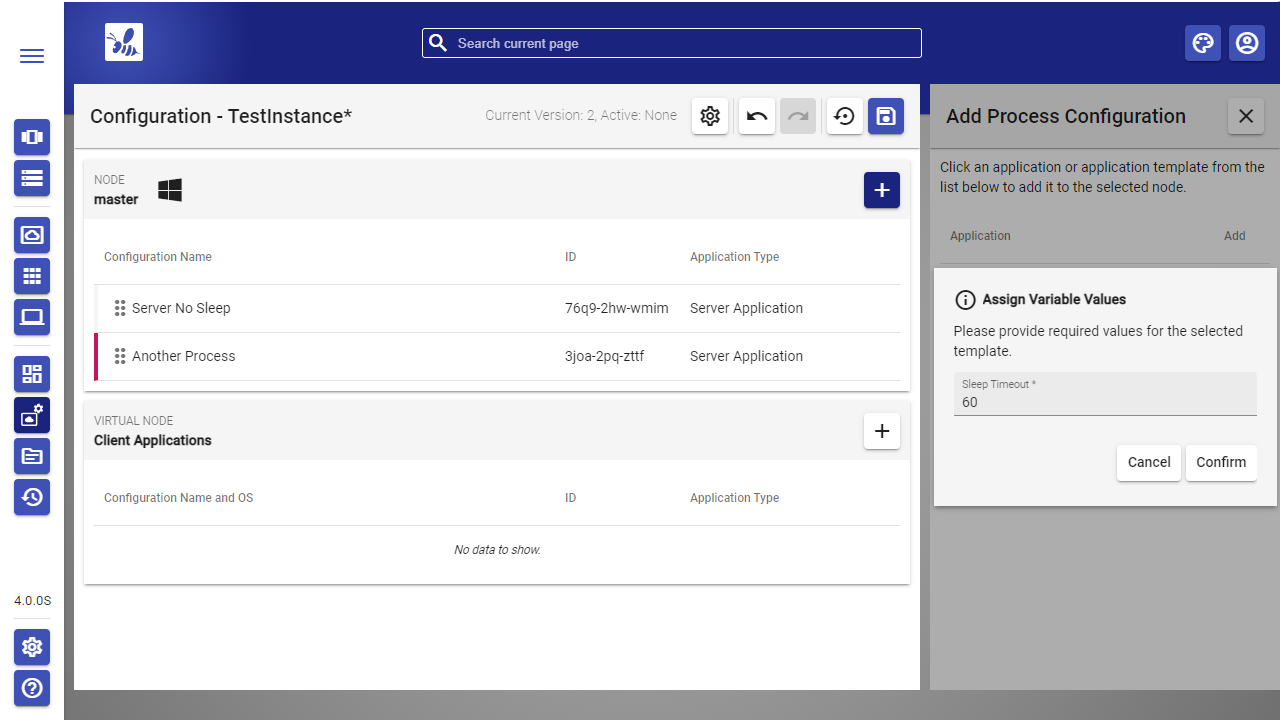 Search current page
Configuration - TestInstance*
Current Version: 2, Active: None
NODE
master
Configuration Name ID Application Type
Server No Sleep 76q9-2hw-wmim Server Application
Another Process 3joa-2pq-zttf Server Application
VIRTUAL NODE
Client Applications
Configuration Name and OS ID Application Type
No data to show.
Add Process Configuration
Click an application or application template from the
list below to add it to the selected node.
Application Add
Assign Variable Values
Please provide required values for the selected
template.
Sleep Timeout *
60
Cancel Confirm
4.0.0S